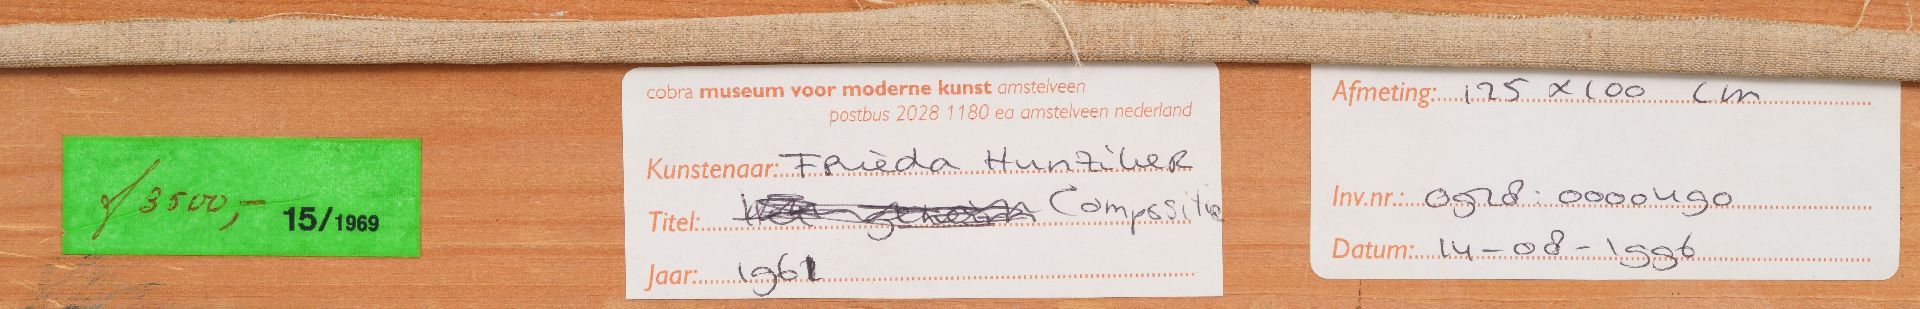 ƒ 3500,-
15/1969
cobra museum voor moderne kunst amstelveen
postbus 2028 1180 ea amstelveen nederland
Kunstenaar: Frieda Hunziker
Titel: Compositie
Jaar: 1961
Afmeting: 125 x 100 cm
Inv.nr.: 0928:0000490
Datum: 14-08-1996